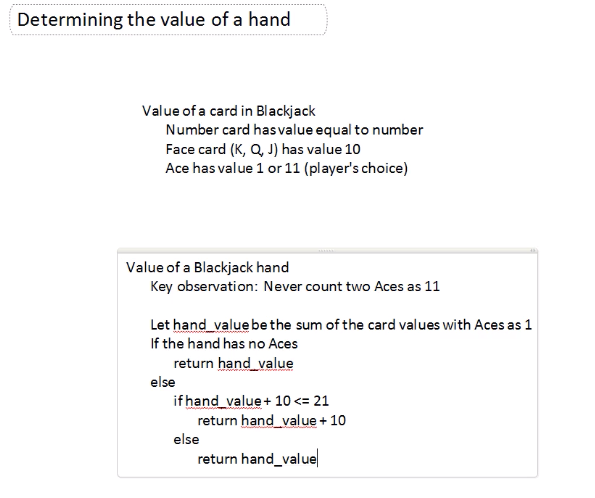 Determining the value of a hand
Value of a card in Blackjack
Number card has value equal to number
Face card (K, Q, J) has value 10
Ace has value 1 or 11 (player's choice)
Value of a Blackjack hand
Key observation: Never count two Aces as 11
Let hand_value be the sum of the card values with Aces as 1
If the hand has no Aces
return hand_value
else
if hand_value + 10 <= 21
return hand_value + 10
else
return hand_value